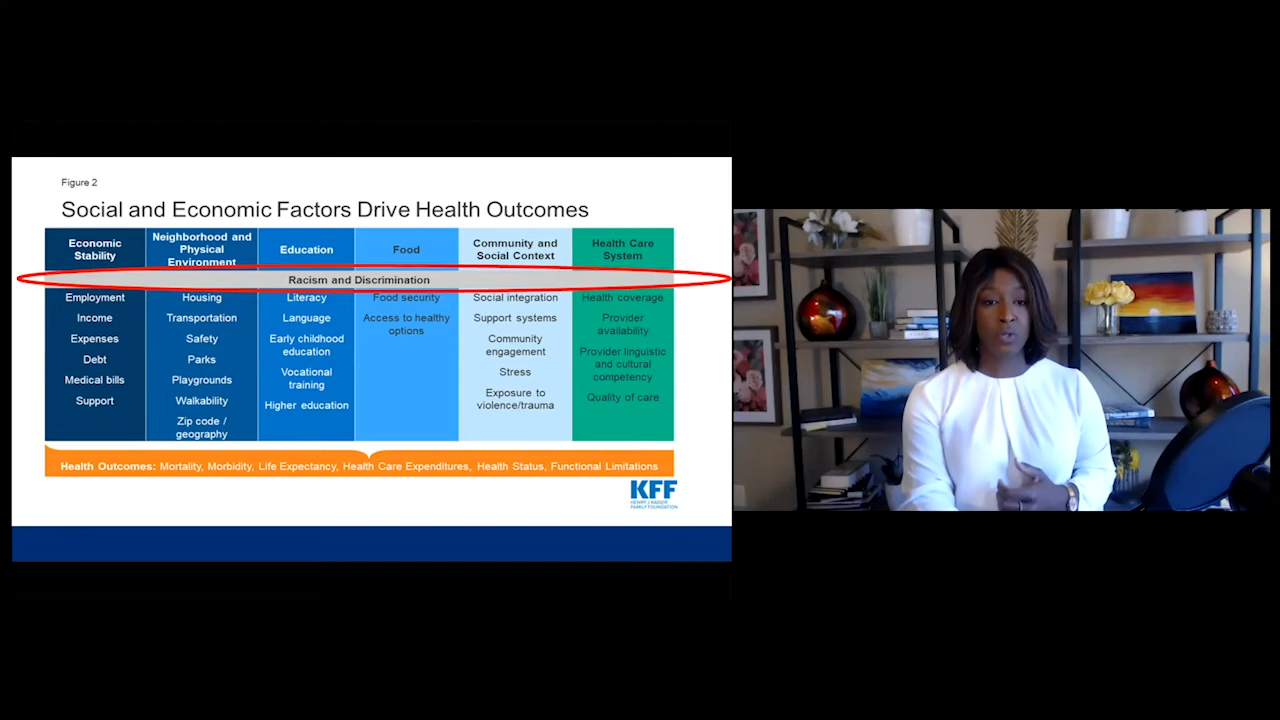 Figure 2
Social and Economic Factors Drive Health Outcomes
Economic
Stability
Neighborhood and
Physical
Environment
Education
Food
Community and
Social Context
Health Care
System
Racism and Discrimination
Employment
Income
Expenses
Debt
Medical bills
Support
Housing
Transportation
Safety
Parks
Playgrounds
Walkability
Zip code /
geography
Literacy
Language
Early childhood
education
Vocational
training
Higher education
Food security
Access to healthy
options
Social integration
Support systems
Community
engagement
Stress
Exposure to
violence/trauma
Health coverage
Provider
availability
Provider linguistic
and cultural
competency
Quality of care
Health Outcomes: Mortality, Morbidity, Life Expectancy, Health Care Expenditures, Health Status, Functional Limitations
KFF
HENRY J KAISER
FAMILY FOUNDATION